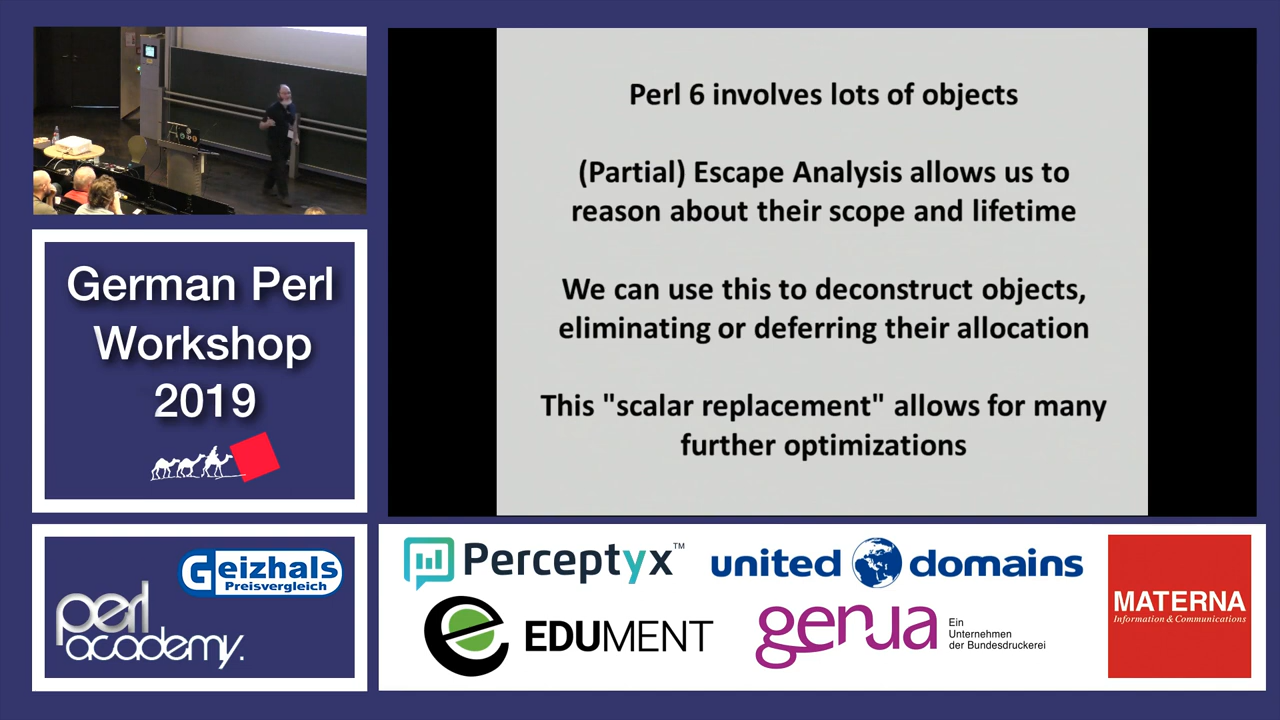 Perl 6 involves lots of objects
(Partial) Escape Analysis allows us to
reason about their scope and lifetime
We can use this to deconstruct objects,
eliminating or deferring their allocation
This "scalar replacement" allows for many
further optimizations
German Perl
Workshop
2019
Geizhals
Preisvergleich
perl
academy.
Perceptyx™
united domains
EDUMENT
genua
Ein
Unternehmen
der Bundesdruckerei
MATERNA
Information & Communications